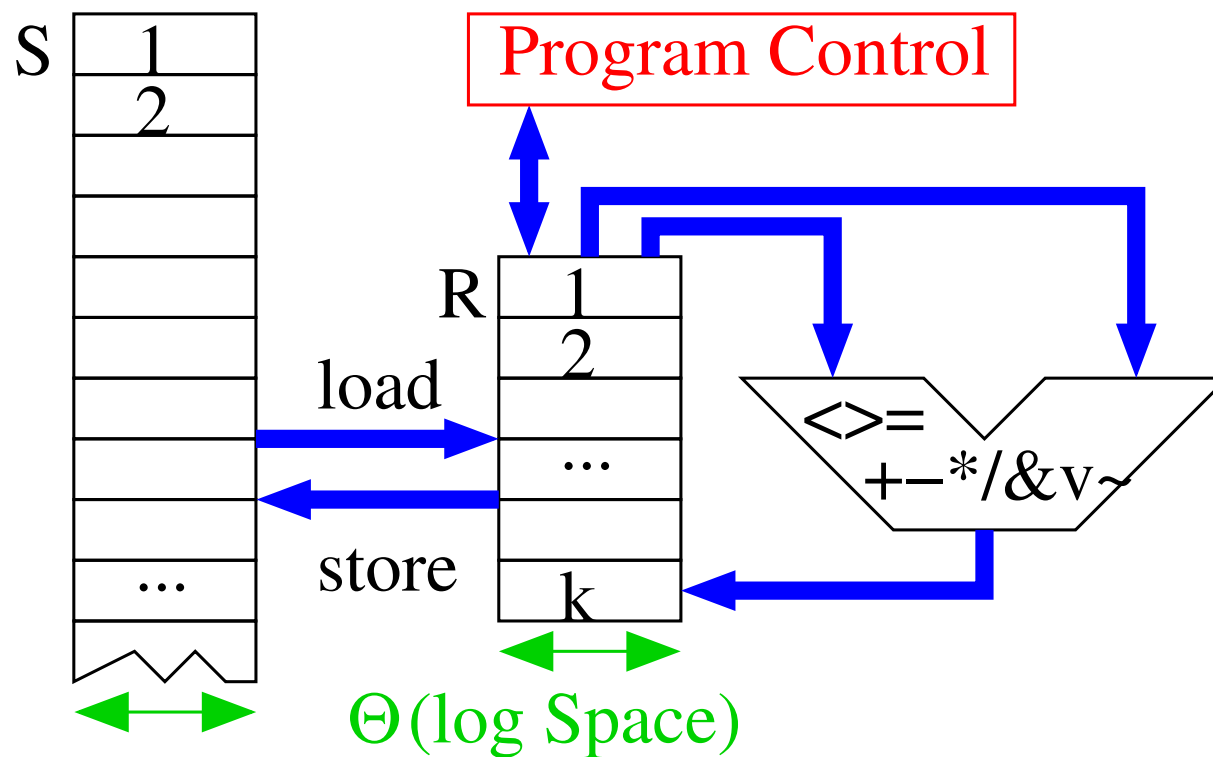 S
1
2
...
Program Control
R
1
2
...
k
load
store
<>=
+−*/&v~
Θ(log Space)